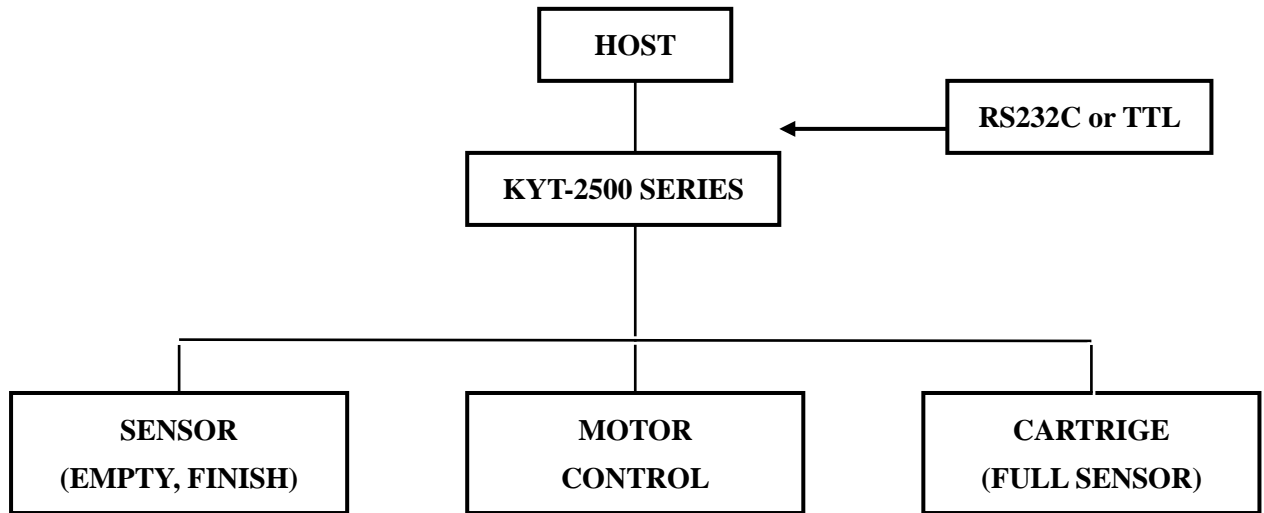 HOST
RS232C or TTL
KYT-2500 SERIES
SENSOR
(EMPTY, FINISH)
MOTOR
CONTROL
CARTRIGE
(FULL SENSOR)